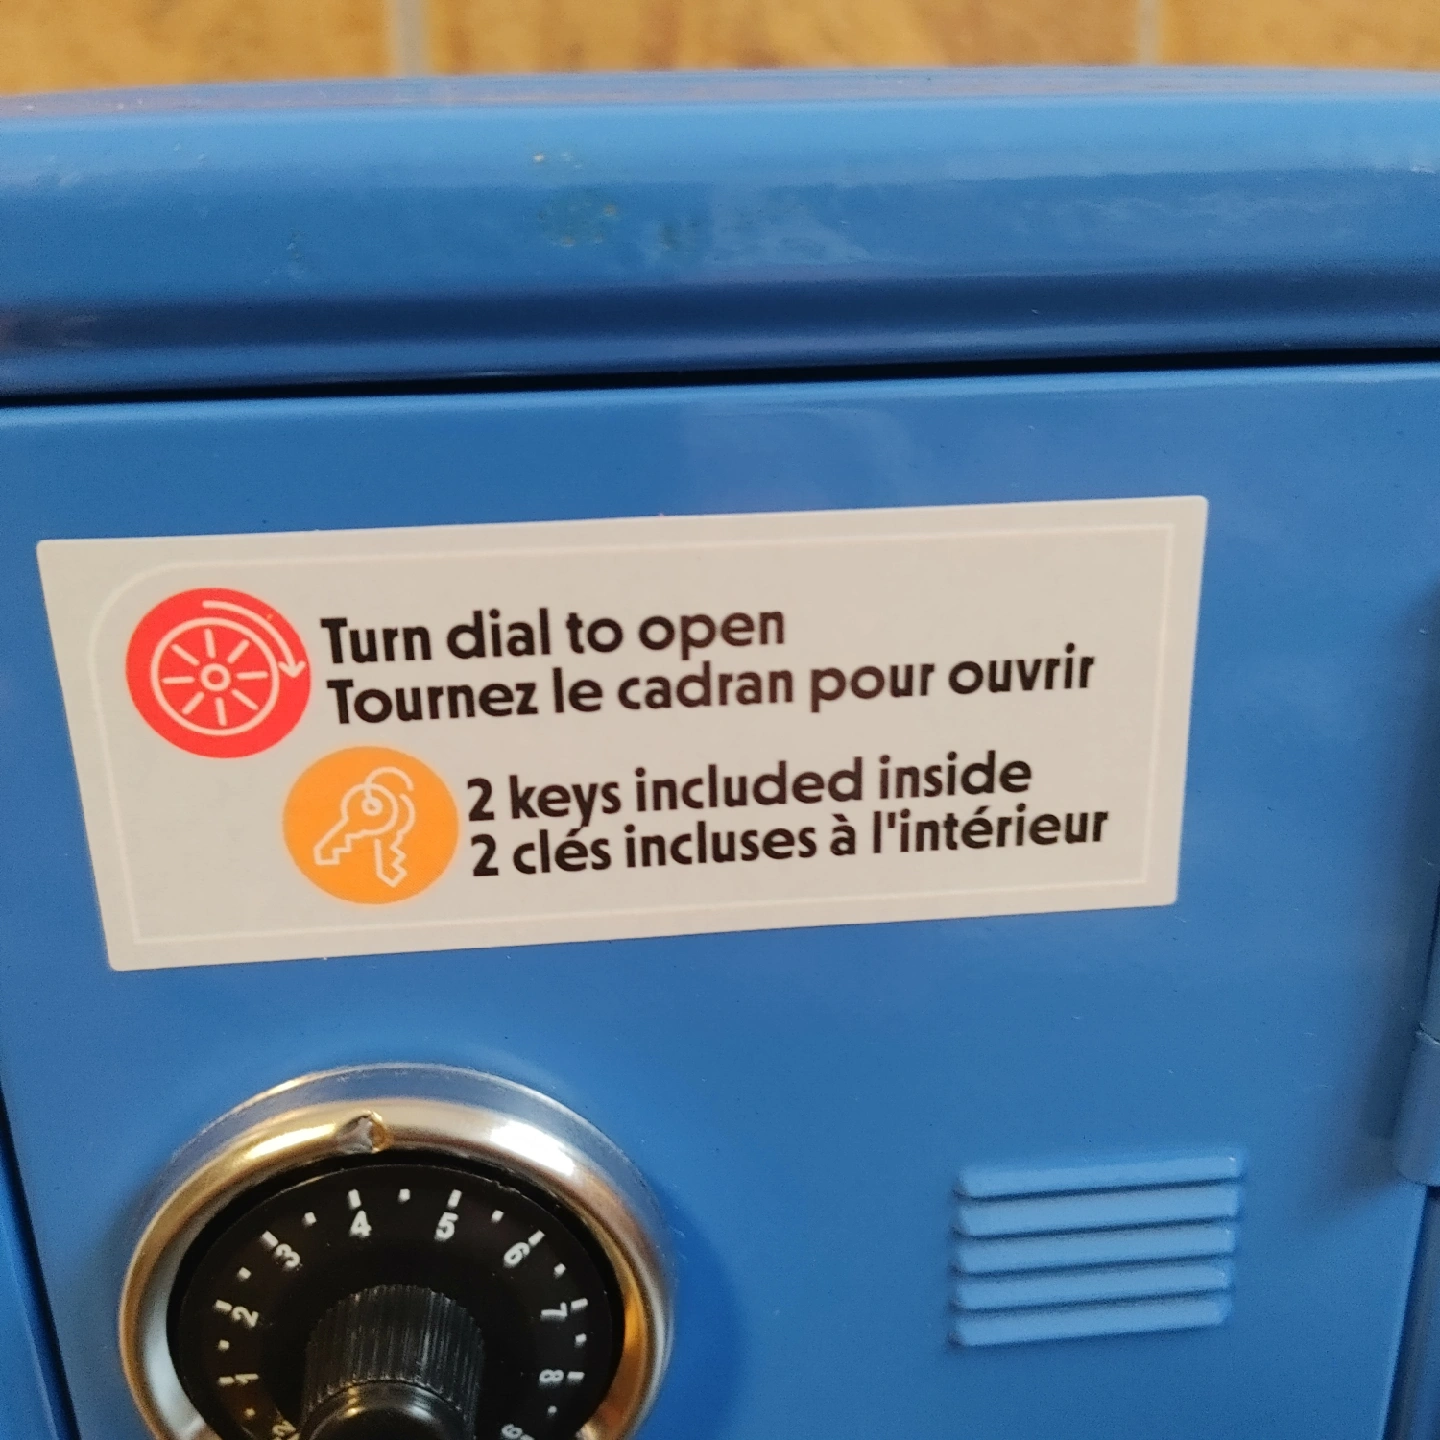 Turn dial to open
Tournez le cadran pour ouvrir
2 keys included inside
2 clés incluses à l'intérieur
4 5
3 6
2 7
1 8